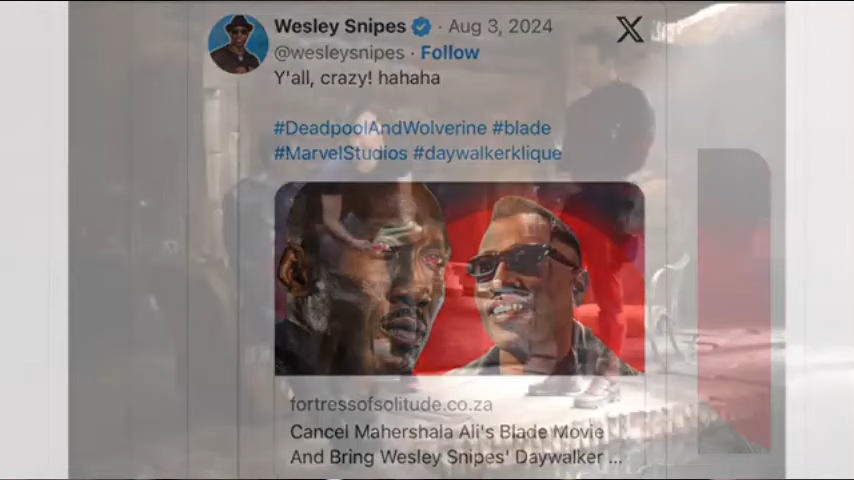 Wesley Snipes · Aug 3, 2024
@wesleysnipes · Follow
Y'all, crazy! hahaha
#DeadpoolAndWolverine #blade
#MarvelStudios #daywalkerklique
fortressofsolitude.co.za
Cancel Mahershala Ali's Blade Movie
And Bring Wesley Snipes' Daywalker ...